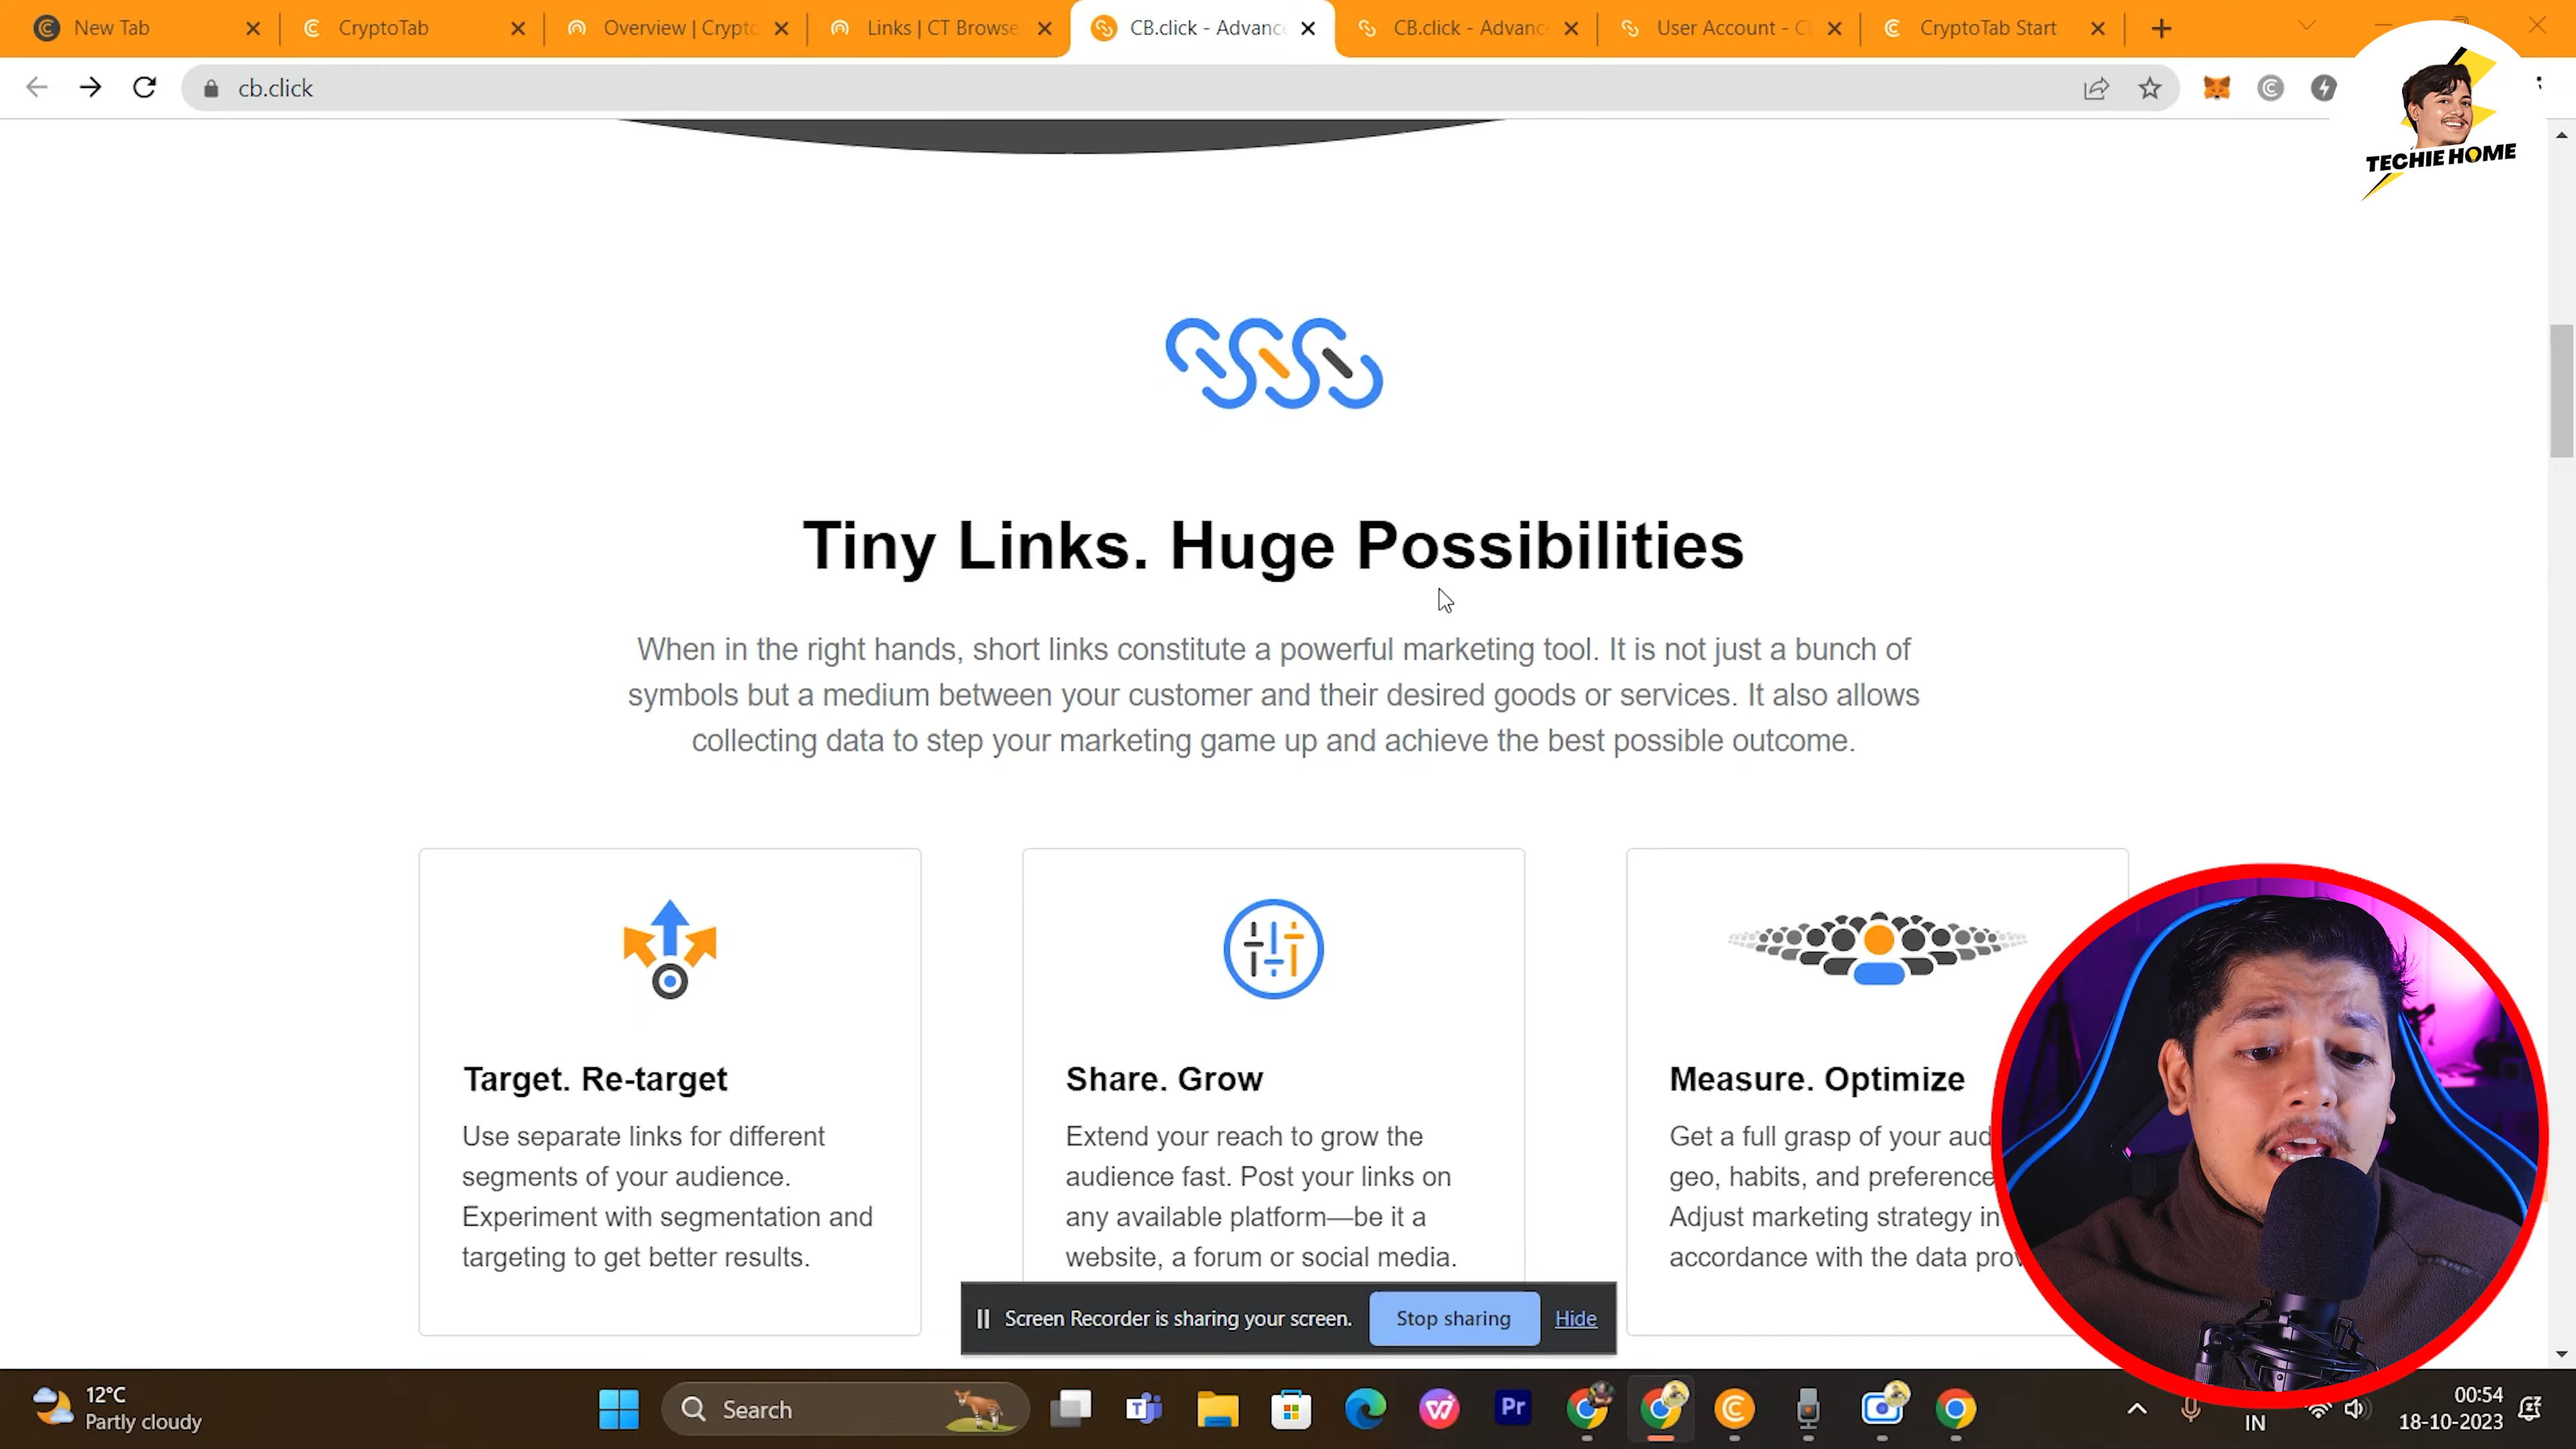 New Tab
CryptoTab
Overview | Crypto
Links | CT Browse
CB.click - Advanc
CB.click - Advanc
User Account - C
CryptoTab Start
cb.click
TECHIE HOME
Tiny Links. Huge Possibilities
When in the right hands, short links constitute a powerful marketing tool. It is not just a bunch of
symbols but a medium between your customer and their desired goods or services. It also allows
collecting data to step your marketing game up and achieve the best possible outcome.
Target. Re-target
Use separate links for different
segments of your audience.
Experiment with segmentation and
targeting to get better results.
Share. Grow
Extend your reach to grow the
audience fast. Post your links on
any available platform—be it a
website, a forum or social media.
Measure. Optimize
Get a full grasp of your aud
geo, habits, and preference
Adjust marketing strategy in
accordance with the data pro
Screen Recorder is sharing your screen.
Stop sharing
Hide
12°C
Partly cloudy
Search
Pr
IN
00:54
18-10-2023